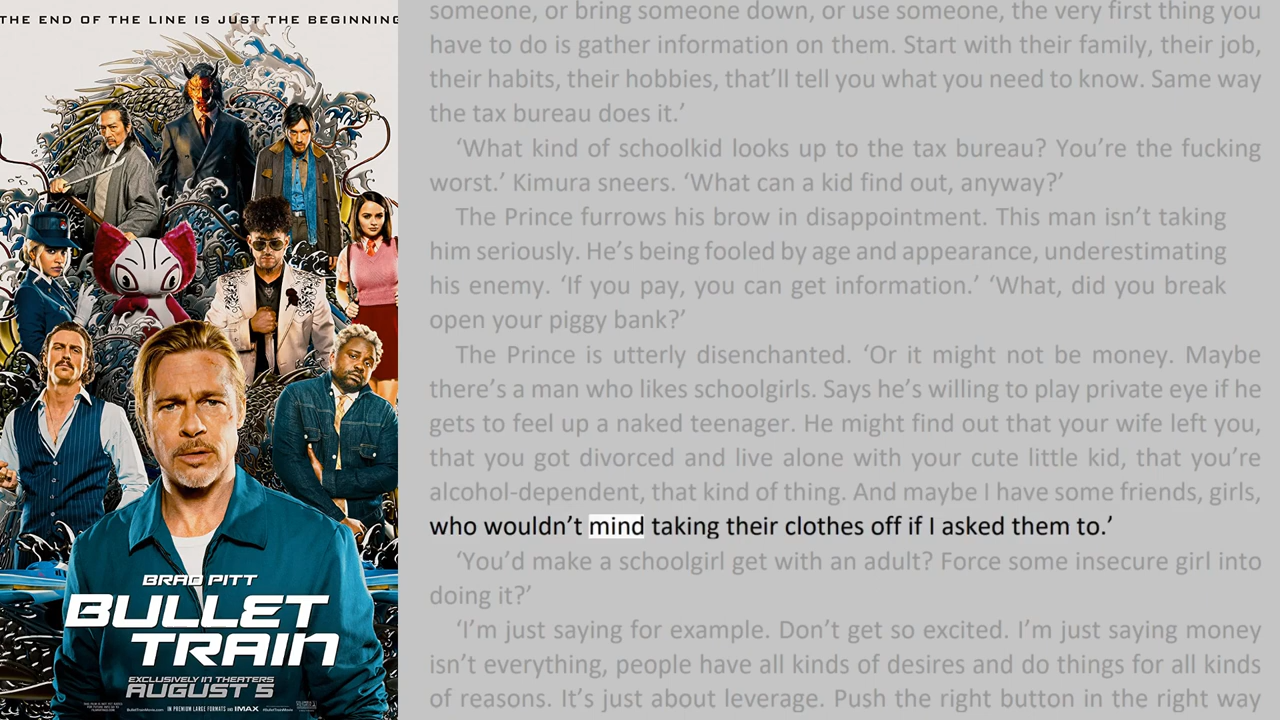 THE END OF THE LINE IS JUST THE BEGINNING
BRAD PITT
BULLET
TRAIN
EXCLUSIVELY IN THEATERS
AUGUST 5
BulletTrainMovie.com
IN PREMIUM LARGE FORMATS and IMAX
#BulletTrainMovie
someone, or bring someone down, or use someone, the very first thing you
have to do is gather information on them. Start with their family, their job,
their habits, their hobbies, that’ll tell you what you need to know. Same way
the tax bureau does it.’
‘What kind of schoolkid looks up to the tax bureau? You’re the fucking
worst.’ Kimura sneers. ‘What can a kid find out, anyway?’
The Prince furrows his brow in disappointment. This man isn’t taking
him seriously. He’s being fooled by age and appearance, underestimating
his enemy. ‘If you pay, you can get information.’ ‘What, did you break
open your piggy bank?’
The Prince is utterly disenchanted. ‘Or it might not be money. Maybe
there’s a man who likes schoolgirls. Says he’s willing to play private eye if he
gets to feel up a naked teenager. He might find out that your wife left you,
that you got divorced and live alone with your cute little kid, that you’re
alcohol-dependent, that kind of thing. And maybe I have some friends, girls,
who wouldn’t mind taking their clothes off if I asked them to.’
‘You’d make a schoolgirl get with an adult? Force some insecure girl into
doing it?’
‘I’m just saying for example. Don’t get so excited. I’m just saying money
isn’t everything, people have all kinds of desires and do things for all kinds
of reasons. It’s just about leverage. Push the right button in the right way